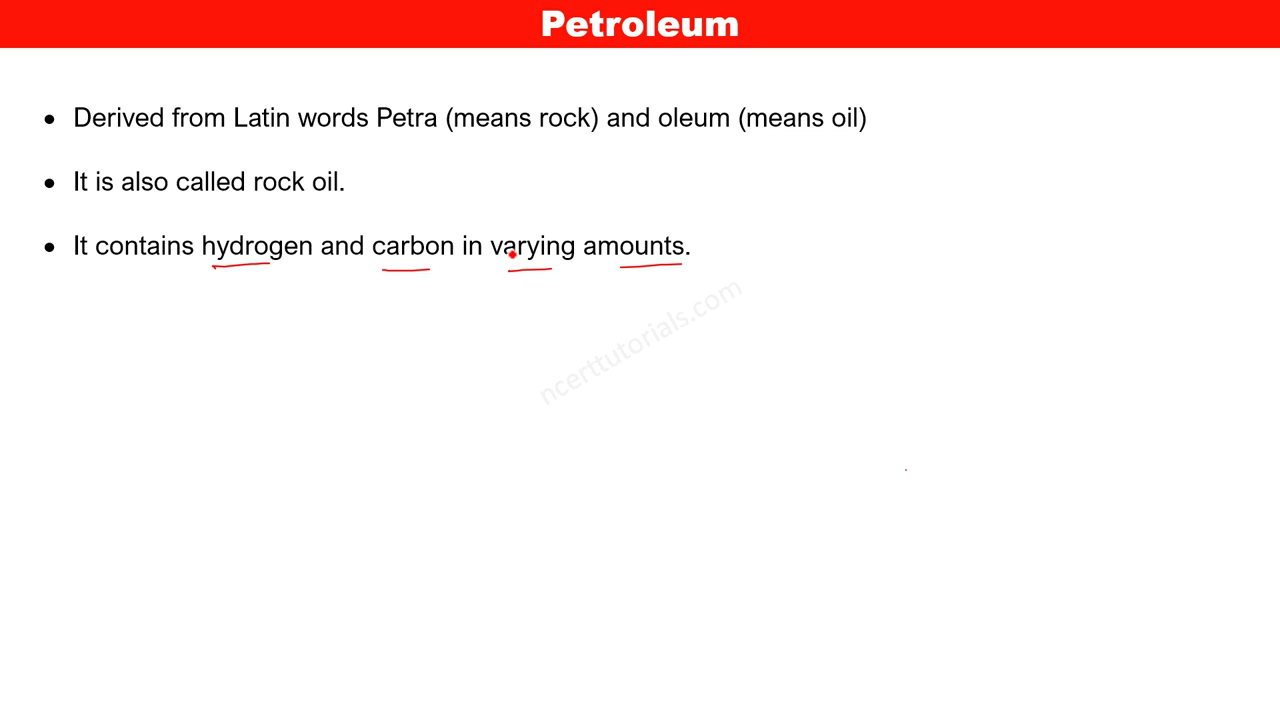 Petroleum
• Derived from Latin words Petra (means rock) and oleum (means oil)
• It is also called rock oil.
• It contains hydrogen and carbon in varying amounts.
ncerttutorials.com